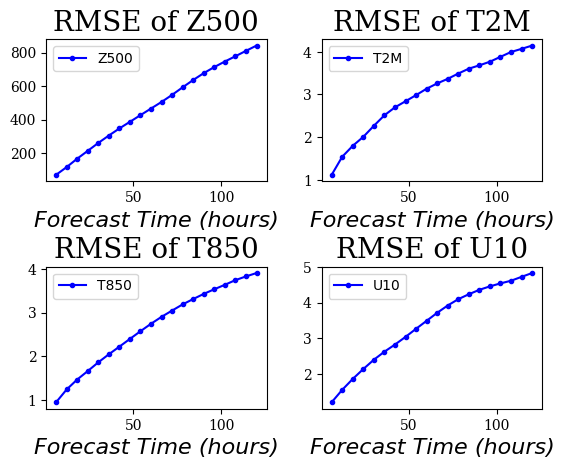 RMSE of Z500
Z500
800
600
400
200
50 100
Forecast Time (hours)
RMSE of T2M
T2M
4
3
2
1
50 100
Forecast Time (hours)
RMSE of T850
T850
4
3
2
1
50 100
Forecast Time (hours)
RMSE of U10
U10
5
4
3
2
50 100
Forecast Time (hours)